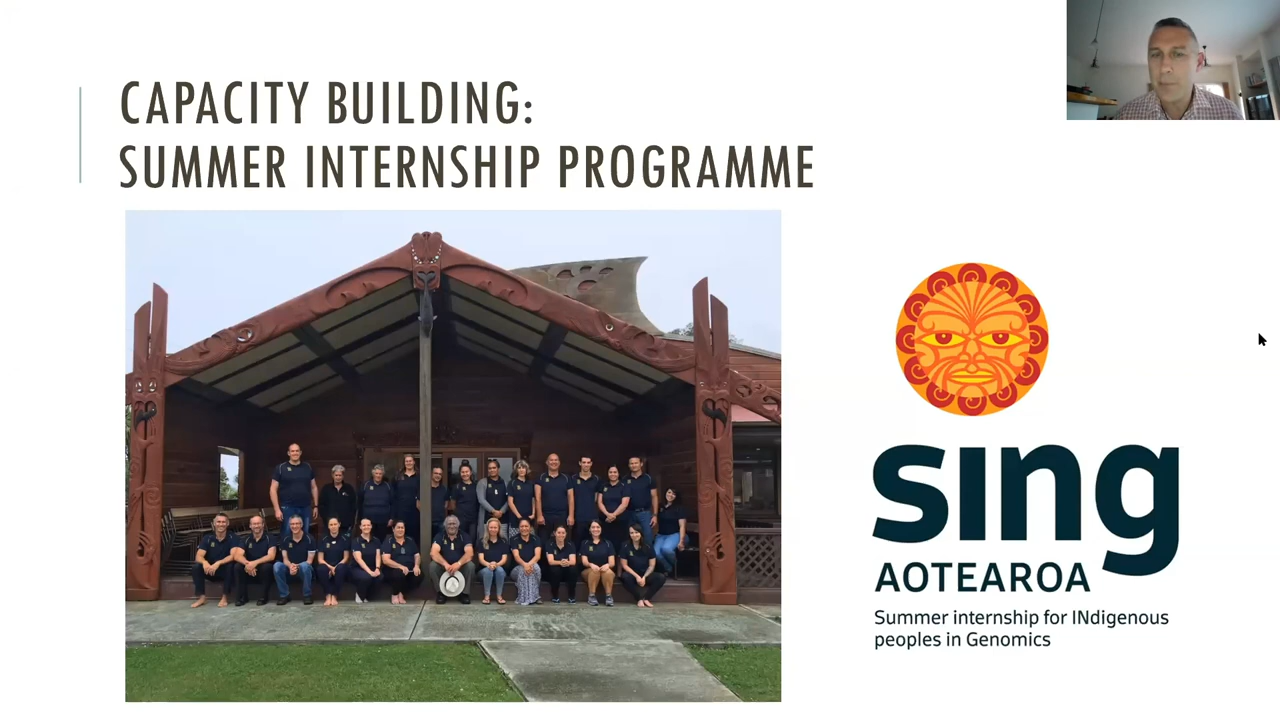 CAPACITY BUILDING:
SUMMER INTERNSHIP PROGRAMME
sing
AOTEAROA
Summer internship for INdigenous
peoples in Genomics